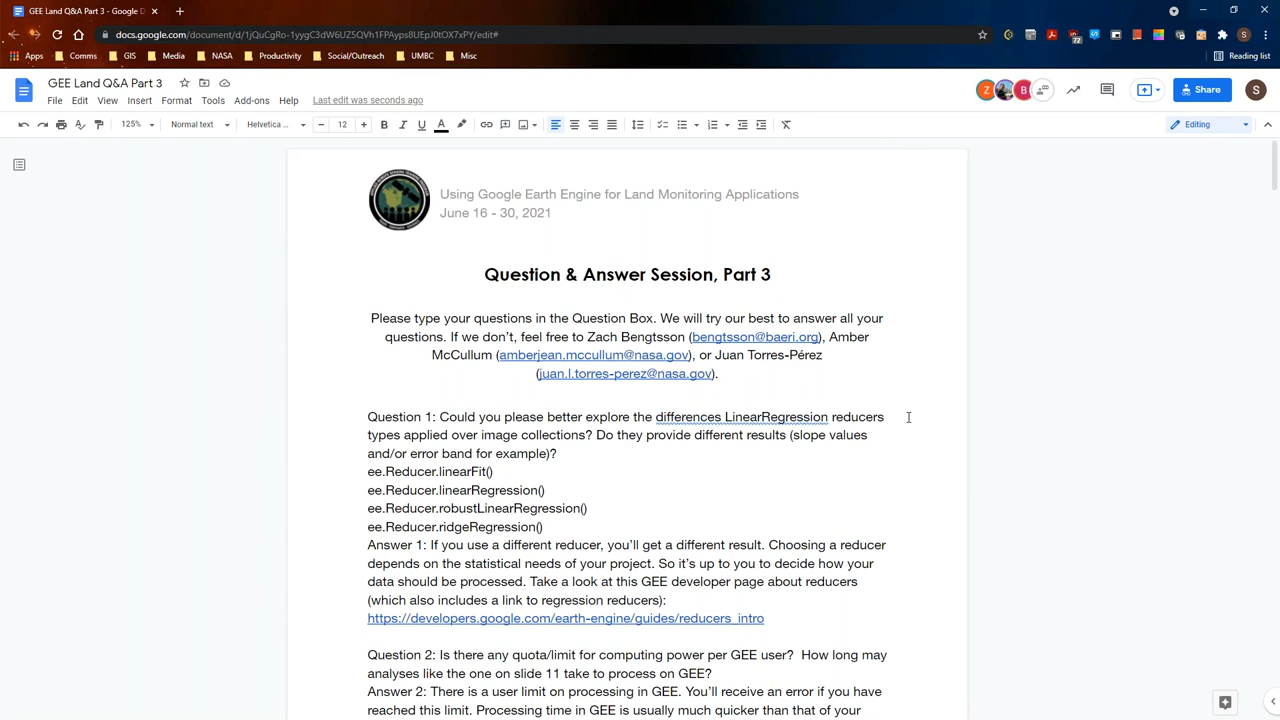 GEE Land Q&A Part 3 - Google D
docs.google.com/document/d/1jQuCgRo-1yygC3dW6UZ5QVh1FPAyps8UEpJ0tOX7xPY/edit#
Apps Comms GIS Media NASA Productivity Social/Outreach UMBC Misc Reading list
GEE Land Q&A Part 3
File Edit View Insert Format Tools Add-ons Help Last edit was seconds ago
Share
125% Normal text Helvetica ... 12 Editing
Using Google Earth Engine for Land Monitoring Applications
June 16 - 30, 2021
Question & Answer Session, Part 3
Please type your questions in the Question Box. We will try our best to answer all your
questions. If we don't, feel free to Zach Bengtsson (bengtsson@baeri.org), Amber
McCullum (amberjean.mccullum@nasa.gov), or Juan Torres-Pérez
(juan.l.torres-perez@nasa.gov).
Question 1: Could you please better explore the differences LinearRegression reducers
types applied over image collections? Do they provide different results (slope values
and/or error band for example)?
ee.Reducer.linearFit()
ee.Reducer.linearRegression()
ee.Reducer.robustLinearRegression()
ee.Reducer.ridgeRegression()
Answer 1: If you use a different reducer, you'll get a different result. Choosing a reducer
depends on the statistical needs of your project. So it's up to you to decide how your
data should be processed. Take a look at this GEE developer page about reducers
(which also includes a link to regression reducers):
https://developers.google.com/earth-engine/guides/reducers_intro
Question 2: Is there any quota/limit for computing power per GEE user?  How long may
analyses like the one on slide 11 take to process on GEE?
Answer 2: There is a user limit on processing in GEE. You'll receive an error if you have
reached this limit. Processing time in GEE is usually much quicker than that of your